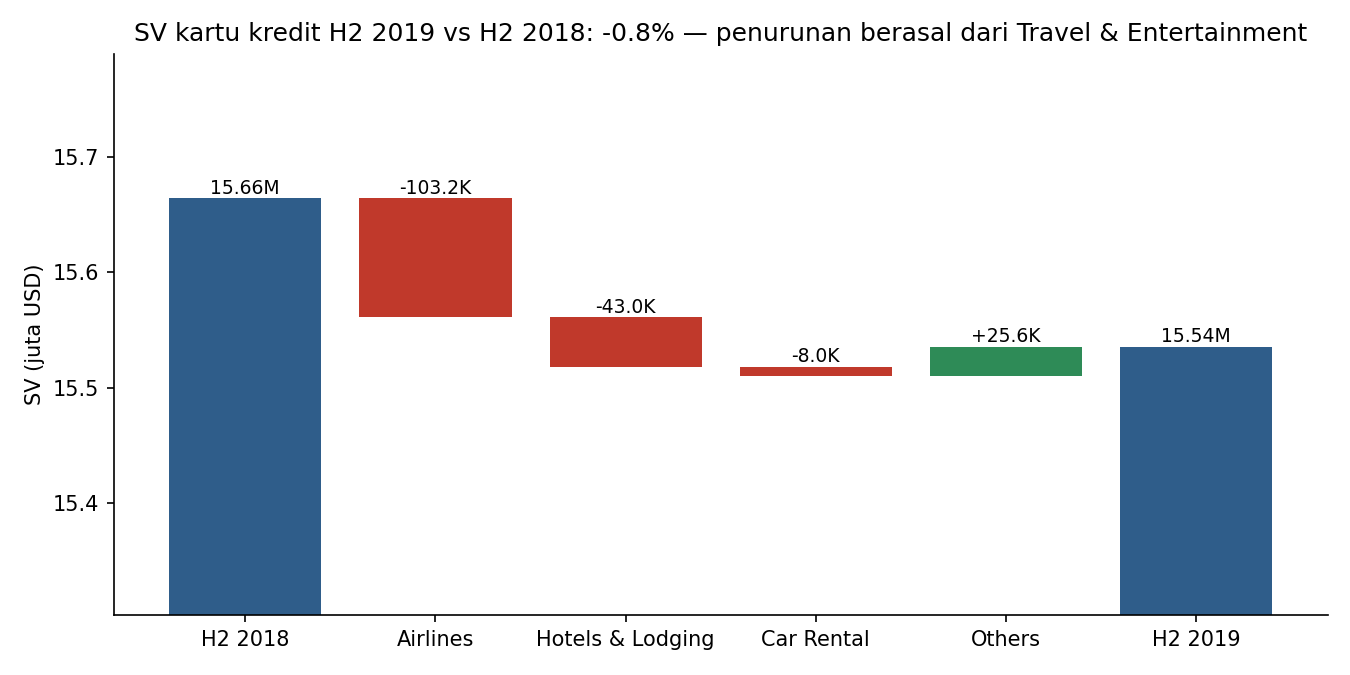 SV kartu kredit H2 2019 vs H2 2018: -0.8% — penurunan berasal dari Travel & Entertainment
SV (juta USD)
15.7
15.6
15.5
15.4
15.66M
-103.2K
-43.0K
-8.0K
+25.6K
15.54M
H2 2018
Airlines
Hotels & Lodging
Car Rental
Others
H2 2019